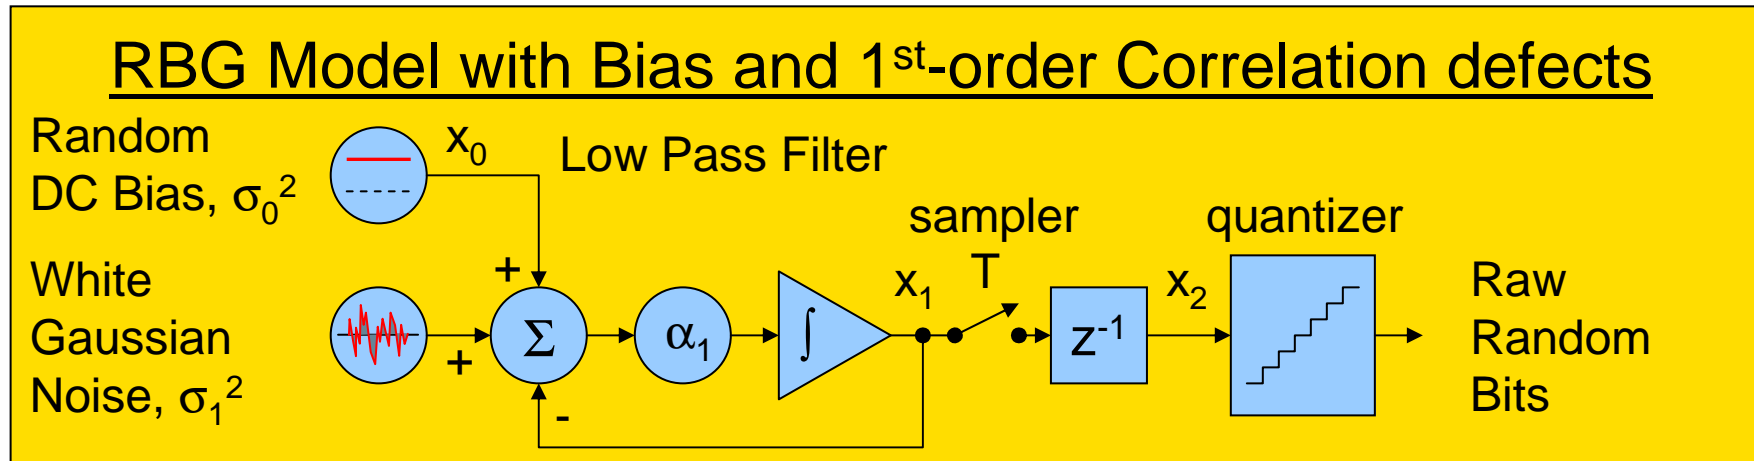 RBG Model with Bias and 1st-order Correlation defects
Random
DC Bias, σ₀²
x₀
Low Pass Filter
sampler
T
quantizer
White
Gaussian
Noise, σ₁²
+
+
Σ
-
α₁
∫
x₁
z⁻¹
x₂
Raw
Random
Bits